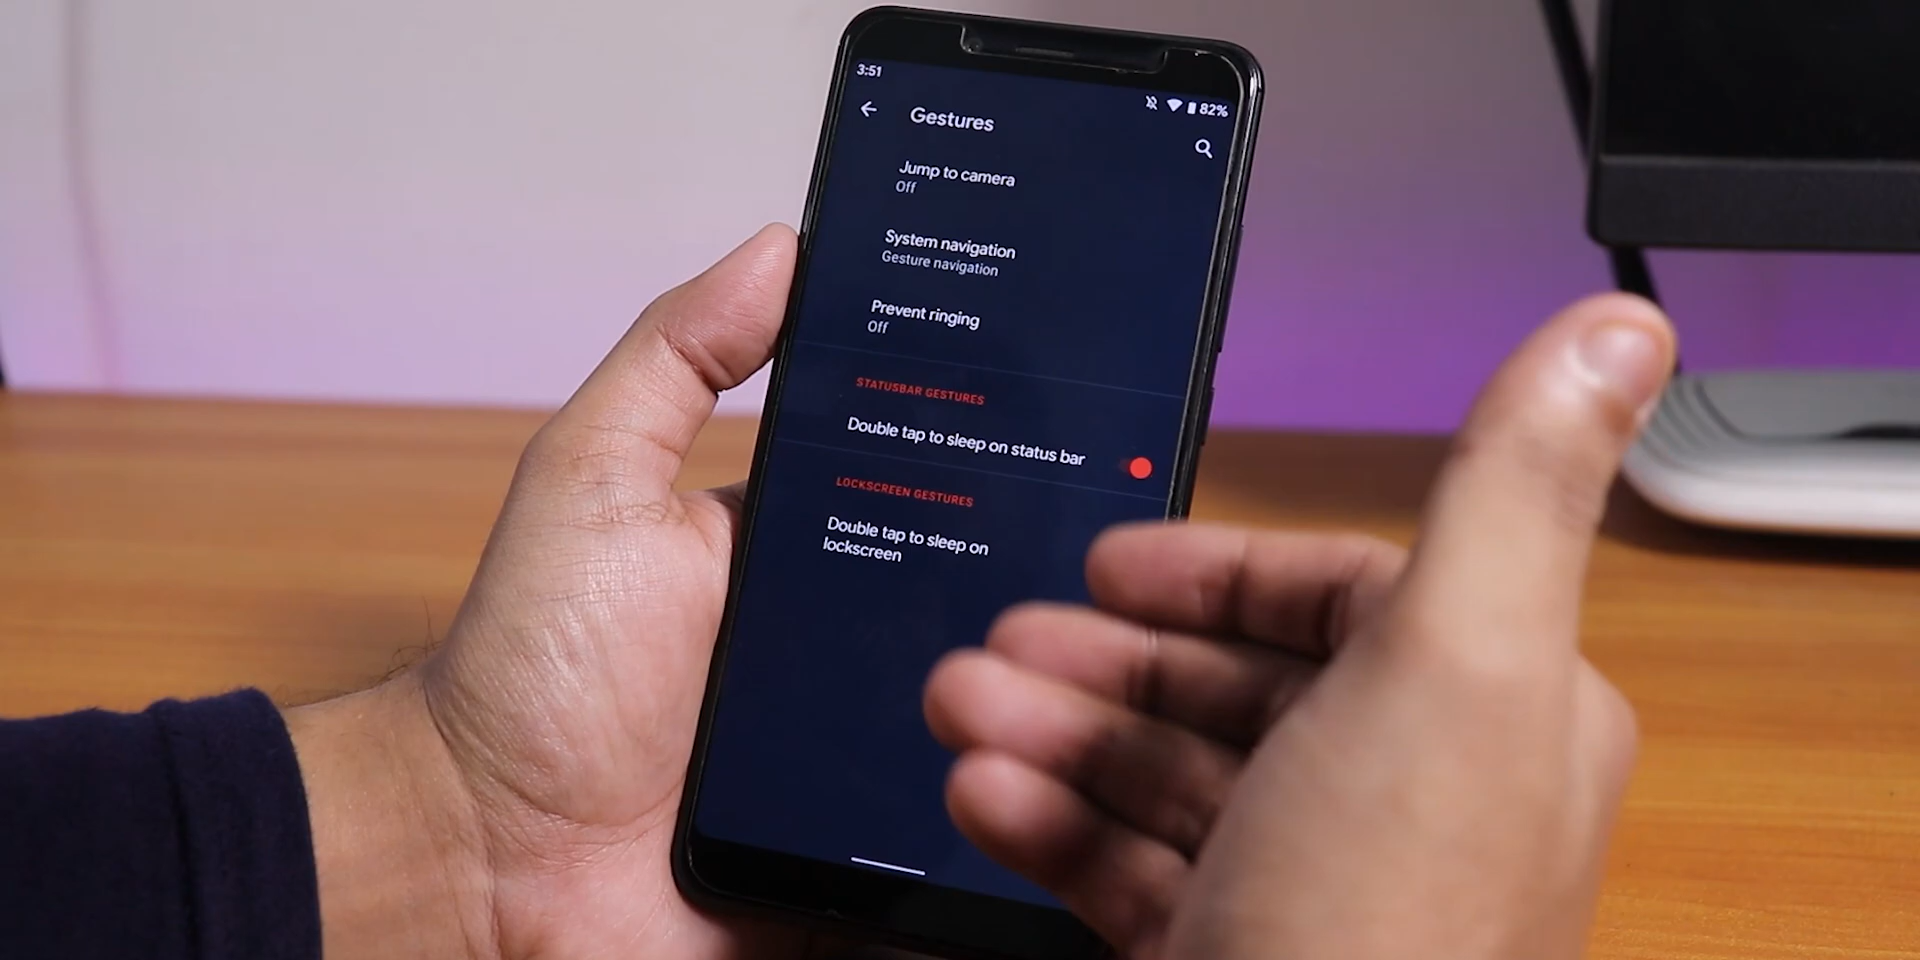 3:51
82%
Gestures
Jump to camera
Off
System navigation
Gesture navigation
Prevent ringing
Off
STATUSBAR GESTURES
Double tap to sleep on status bar
LOCKSCREEN GESTURES
Double tap to sleep on
lockscreen